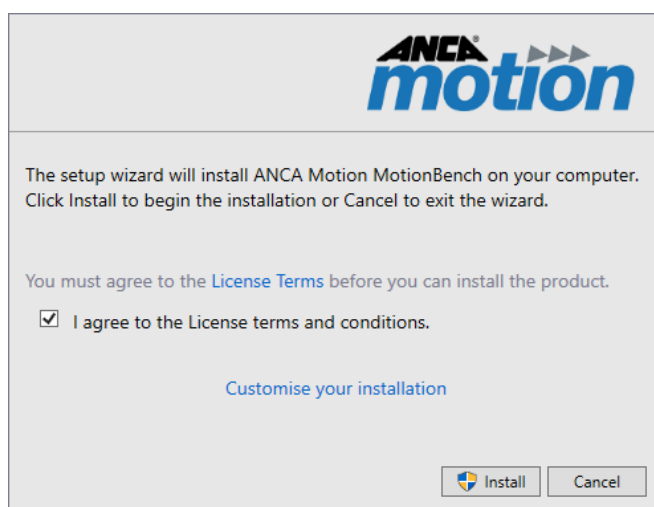 ANCA
motion
The setup wizard will install ANCA Motion MotionBench on your computer.
Click Install to begin the installation or Cancel to exit the wizard.
You must agree to the License Terms before you can install the product.
I agree to the License terms and conditions.
Customise your installation
Install
Cancel